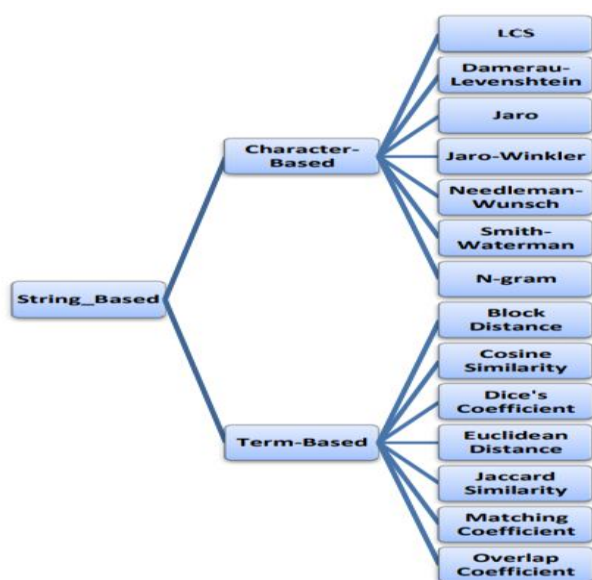 LCS
Damerau-
Levenshtein
Jaro
Character-
Based
Jaro-Winkler
Needleman-
Wunsch
Smith-
Waterman
N-gram
String_Based
Block
Distance
Cosine
Similarity
Dice's
Coefficient
Term-Based
Euclidean
Distance
Jaccard
Similarity
Matching
Coefficient
Overlap
Coefficient